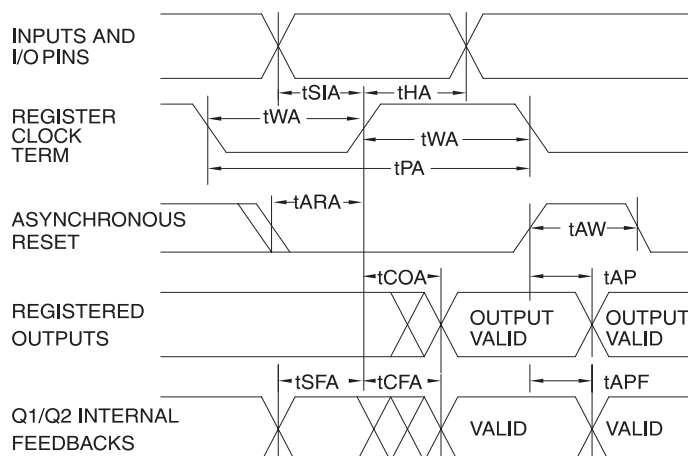 INPUTS AND
I/O PINS
tSIA
tHA
REGISTER
CLOCK
TERM
tWA
tWA
tPA
ASYNCHRONOUS
RESET
tARA
tAW
tCOA
tAP
REGISTERED
OUTPUTS
OUTPUT
VALID
OUTPUT
VALID
tSFA
tCFA
tAPF
Q1/Q2 INTERNAL
FEEDBACKS
VALID
VALID